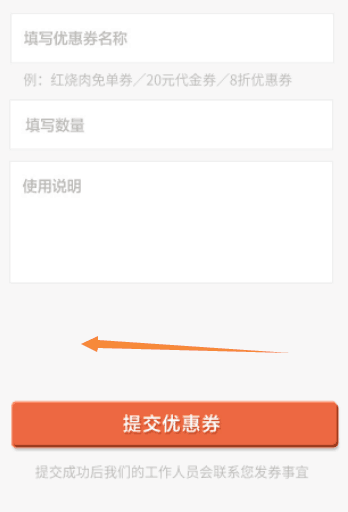 填写优惠券名称
例：红烧肉免单券／20元代金券／8折优惠券
填写数量
使用说明
提交优惠券
提交成功后我们的工作人员会联系您发券事宜